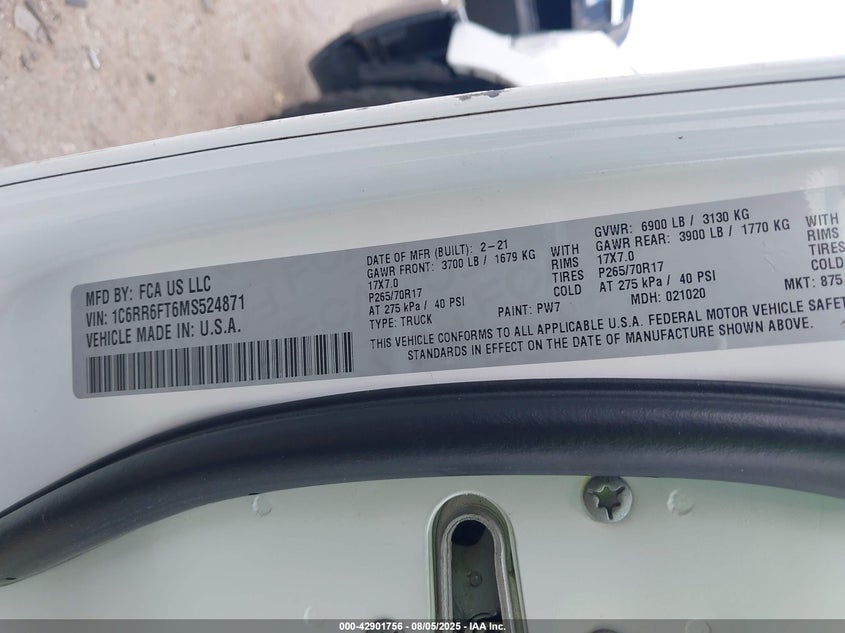 MFD BY: FCA US LLC
VIN: 1C6RR6FT6MS524871
VEHICLE MADE IN U.S.A.
DATE OF MFR (BUILT): 2-21
GAWR FRONT: 3700 LB / 1679 KG WITH
17X7.0 RIMS
P265/70R17 TIRES
AT 275 kPa / 40 PSI COLD
TYPE: TRUCK PAINT: PW7
GVWR: 6900 LB / 3130 KG
GAWR REAR: 3900 LB / 1770 KG WITH
17X7.0 RIMS
P265/70R17 TIRES
AT 275 kPa / 40 PSI COLD
MDH: 021020 MKT: 875
THIS VEHICLE CONFORMS TO ALL APPLICABLE U.S.A. FEDERAL MOTOR VEHICLE SAFET
STANDARDS IN EFFECT ON THE DATE OF MANUFACTURE SHOWN ABOVE.
000-42901756 - 08/05/2025 - IAA Inc.